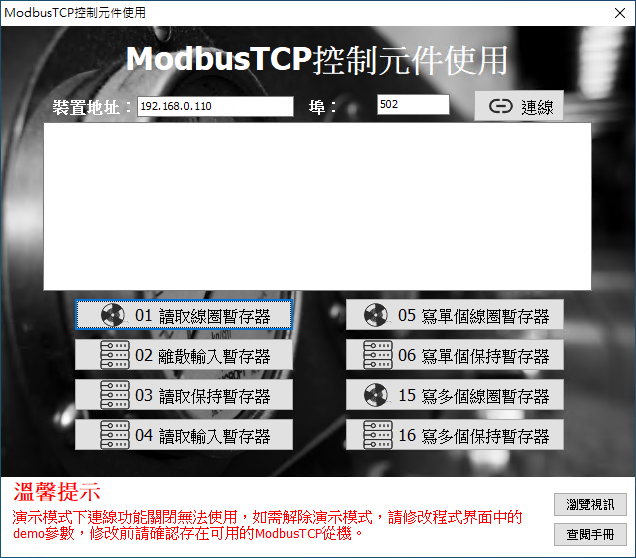 ModbusTCP控制元件使用
ModbusTCP控制元件使用
裝置地址： 192.168.0.110 埠： 502 連線
01 讀取線圈暫存器 05 寫單個線圈暫存器
02 離散輸入暫存器 06 寫單個保持暫存器
03 讀取保持暫存器 15 寫多個線圈暫存器
04 讀取輸入暫存器 16 寫多個保持暫存器
溫馨提示
演示模式下連線功能關閉無法使用，如需解除演示模式，請修改程式界面中的
demo參數，修改前請確認存在可用的ModbusTCP從機。
瀏覽視訊
查閱手冊